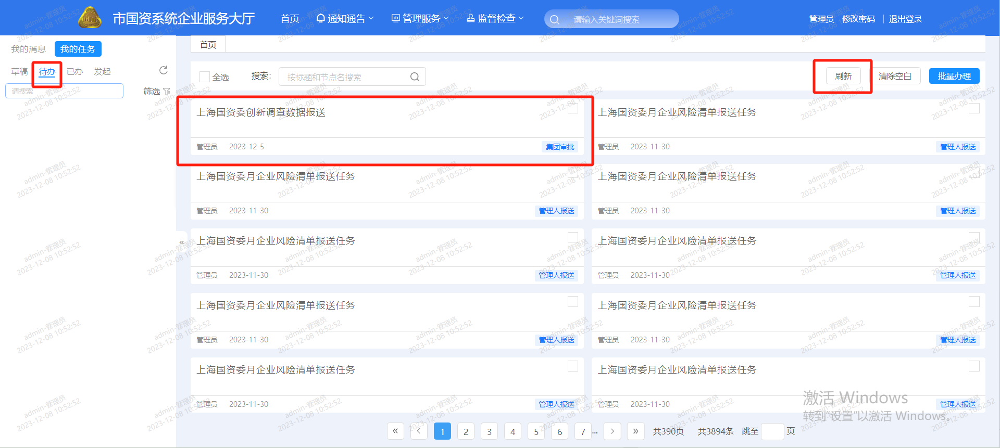 市国资系统企业服务大厅
首页
通知通告
管理服务
监督检查
请输入关键词搜索
管理员
修改密码
退出登录
我的消息
我的任务
草稿
待办
已办
发起
请搜索
筛选
首页
全选
搜索：
按标题和节点名搜索
刷新
清除空白
批量办理
上海国资委创新调查数据报送
管理员 2023-12-5
集团审批
上海国资委月企业风险清单报送任务
管理员 2023-11-30
管理人报送
上海国资委月企业风险清单报送任务
管理员 2023-11-30
管理人报送
上海国资委月企业风险清单报送任务
管理员 2023-11-30
管理人报送
上海国资委月企业风险清单报送任务
管理员 2023-11-30
管理人报送
上海国资委月企业风险清单报送任务
管理员 2023-11-30
管理人报送
上海国资委月企业风险清单报送任务
管理员 2023-11-30
管理人报送
上海国资委月企业风险清单报送任务
管理员 2023-11-30
管理人报送
上海国资委月企业风险清单报送任务
管理员 2023-11-30
管理人报送
上海国资委月企业风险清单报送任务
管理员 2023-11-30
管理人报送
« ‹ 1 2 3 4 5 6 7 ... › » 共390页 共3894条 跳至 页
激活 Windows
转到"设置"以激活 Windows。
admin-管理员
2023-12-08 10:52:52